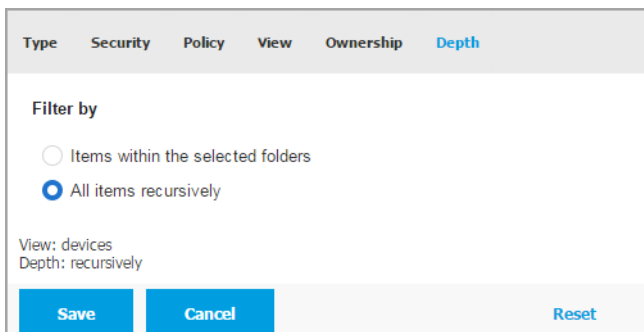 Type Security Policy View Ownership Depth
Filter by
Items within the selected folders
All items recursively
View: devices
Depth: recursively
Save Cancel Reset